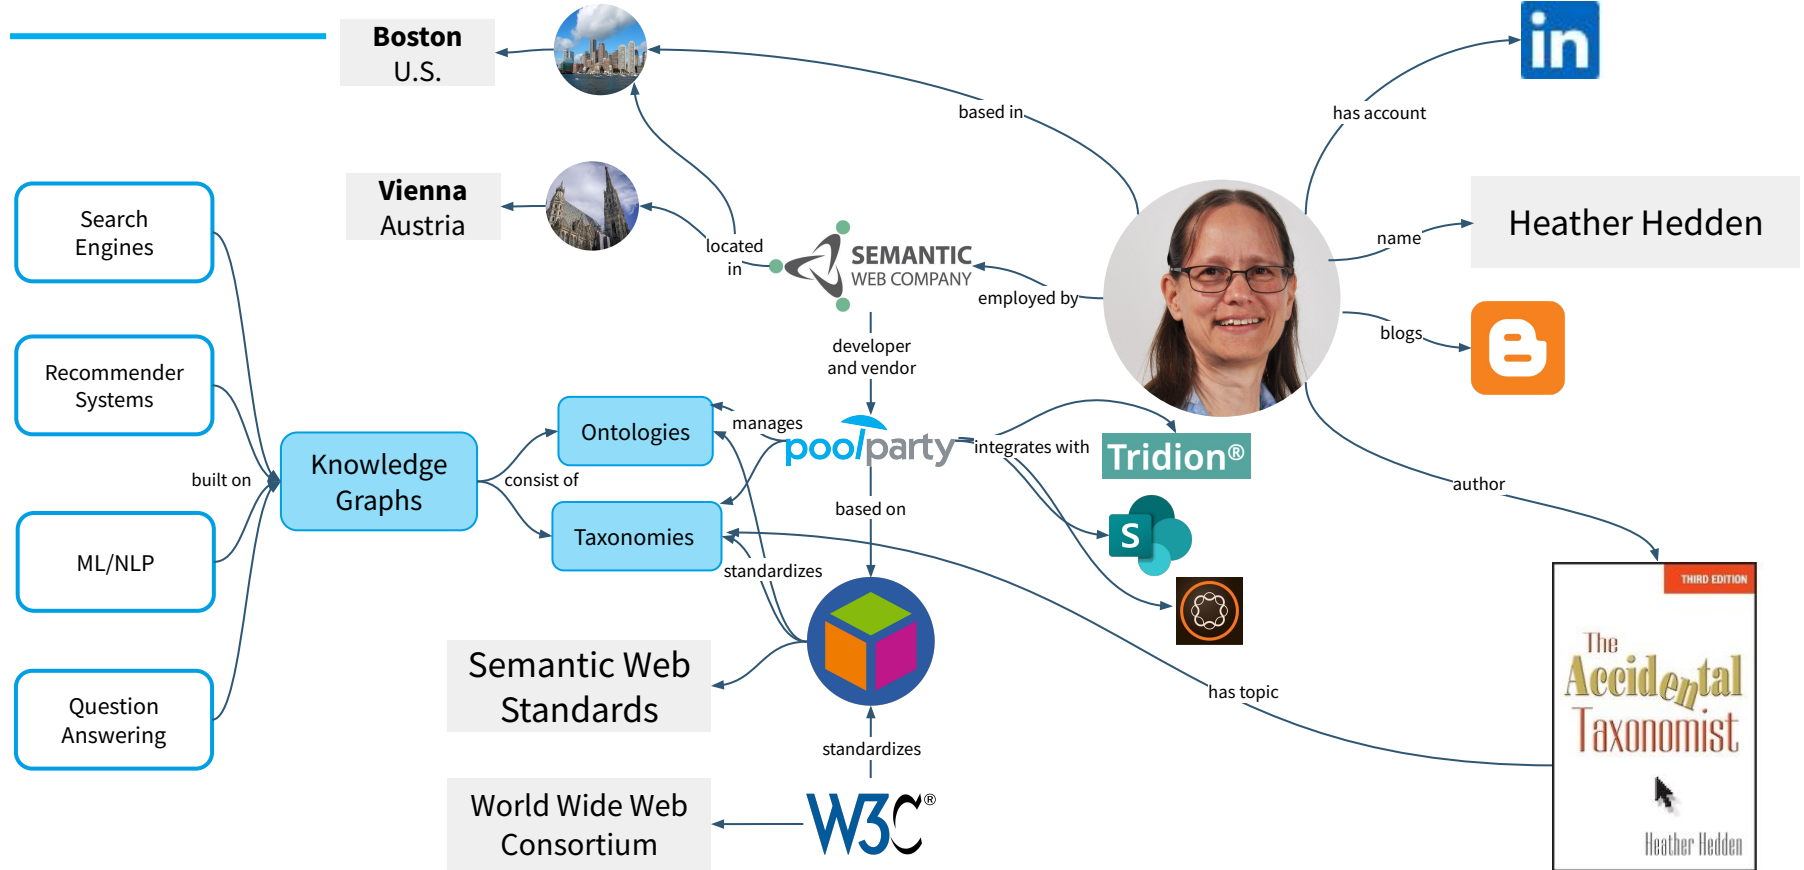 Boston
U.S.
based in
in
has account
Vienna
Austria
Search
Engines
located
in
SEMANTIC
WEB COMPANY
employed by
name
Heather Hedden
blogs
developer
and vendor
Recommender
Systems
Ontologies
manages
poolparty
integrates with
Tridion®
built on
Knowledge
Graphs
consist of
Taxonomies
based on
author
S
ML/NLP
standardizes
Semantic Web
Standards
has topic
Question
Answering
standardizes
World Wide Web
Consortium
W3C®
THIRD EDITION
The
Accidental
Taxonomist
Heather Hedden